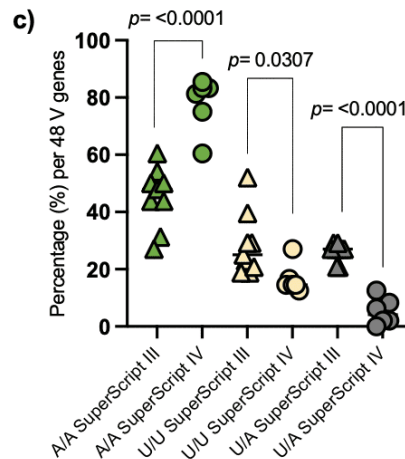 c)
Percentage (%) per 48 V genes
100
80
60
40
20
0
p= <0.0001
p= 0.0307
p= <0.0001
A/A SuperScript III
A/A SuperScript IV
U/U SuperScript III
U/U SuperScript IV
U/A SuperScript III
U/A SuperScript IV